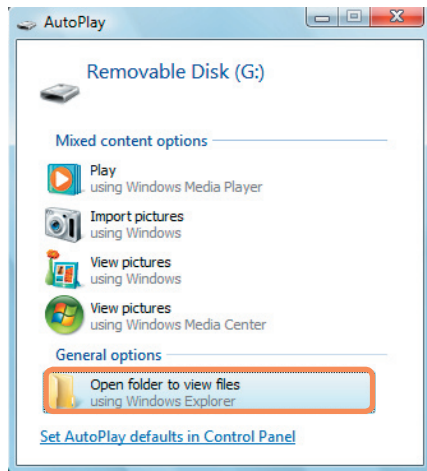 AutoPlay
Removable Disk (G:)
Mixed content options
Play
using Windows Media Player
Import pictures
using Windows
View pictures
using Windows
View pictures
using Windows Media Center
General options
Open folder to view files
using Windows Explorer
Set AutoPlay defaults in Control Panel